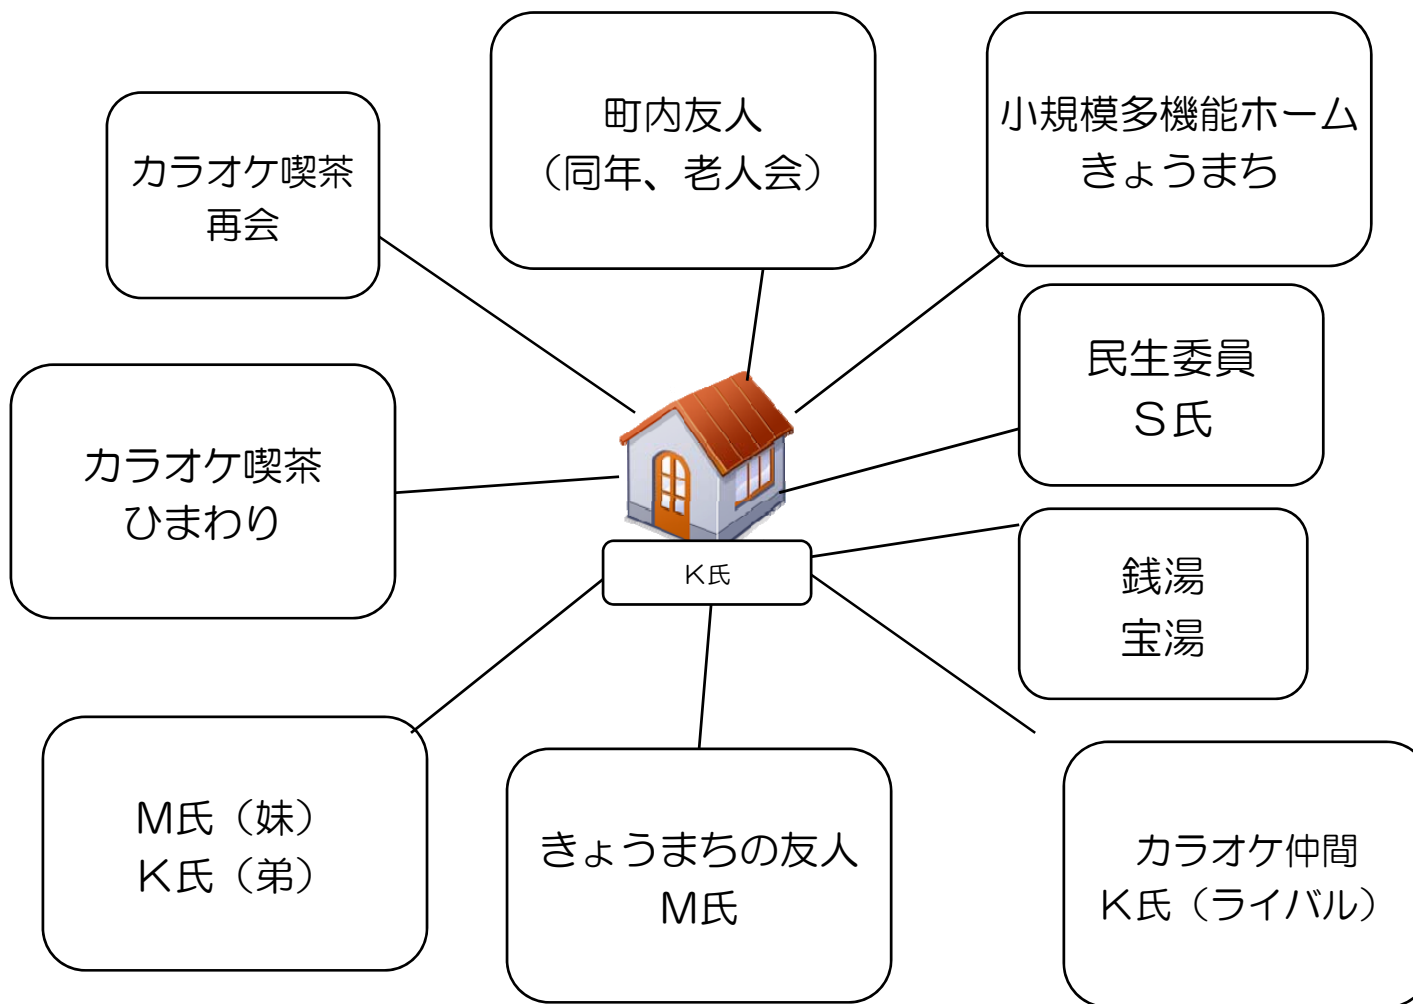 町内友人
（同年、老人会）
小規模多機能ホーム
きょうまち
カラオケ喫茶
再会
民生委員
Ｓ氏
カラオケ喫茶
ひまわり
Ｋ氏
銭湯
宝湯
Ｍ氏（妹）
Ｋ氏（弟）
きょうまちの友人
Ｍ氏
カラオケ仲間
Ｋ氏（ライバル）